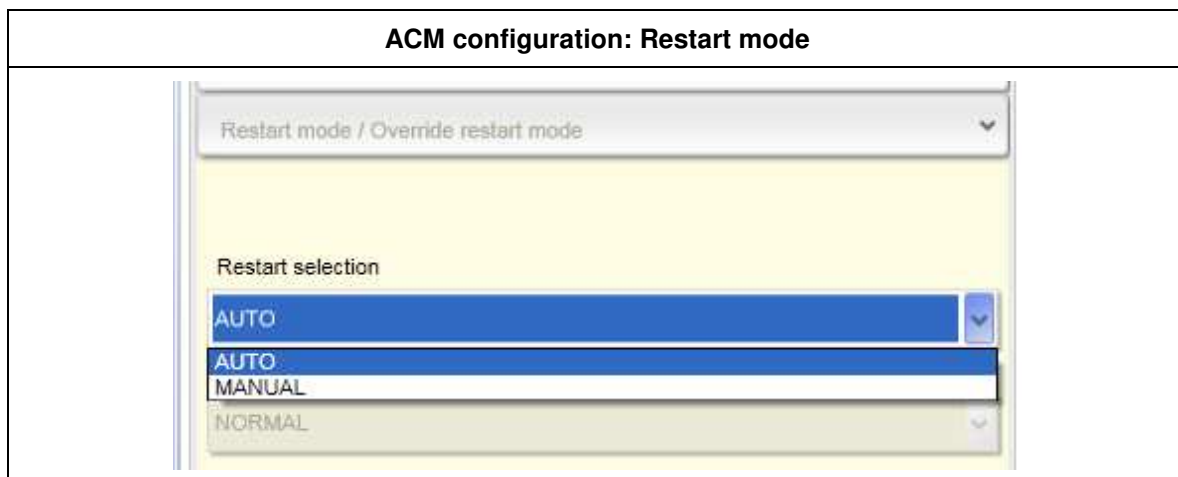 ACM configuration: Restart mode
Restart mode / Override restart mode
Restart selection
AUTO
AUTO
MANUAL
NORMAL